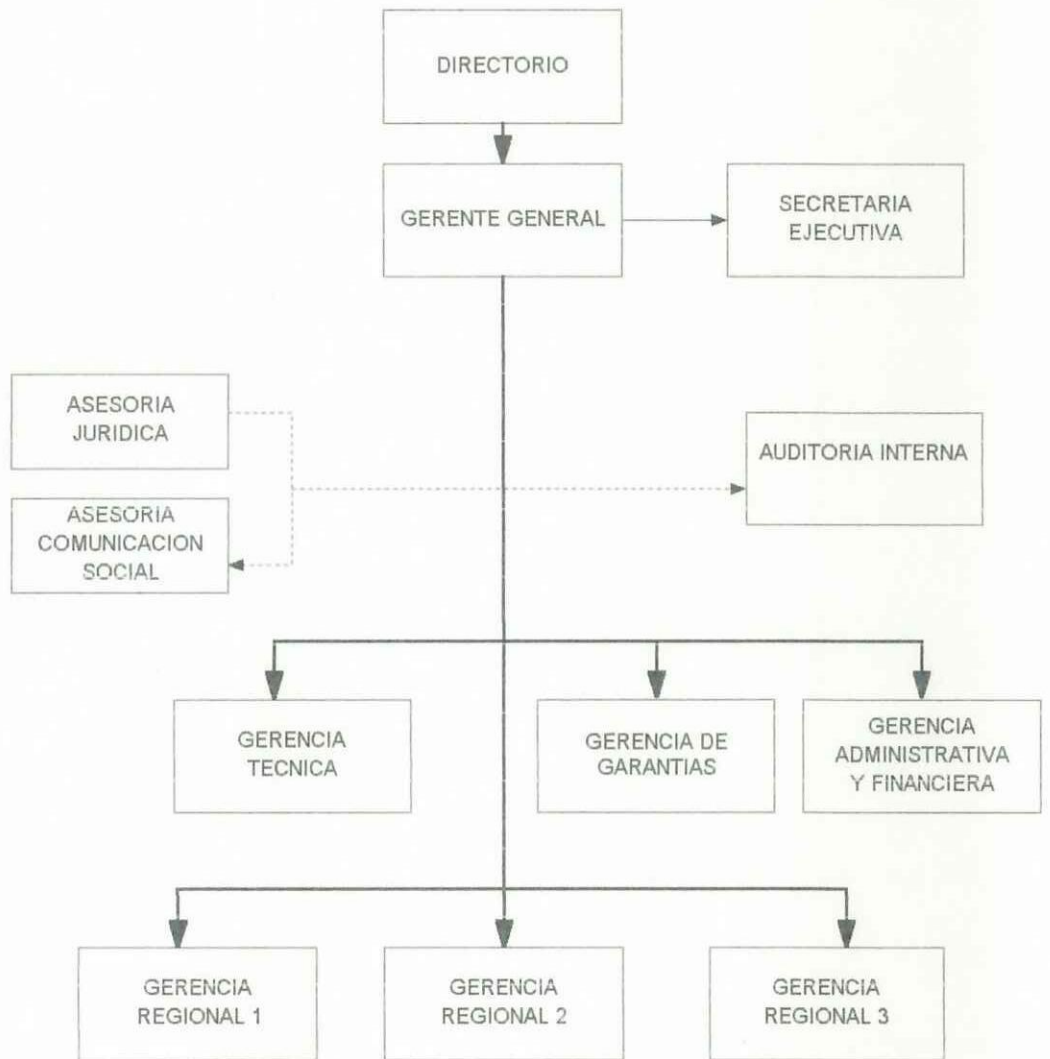 DIRECTORIO
GERENTE GENERAL
SECRETARIA
EJECUTIVA
ASESORIA
JURIDICA
AUDITORIA INTERNA
ASESORIA
COMUNICACION
SOCIAL
GERENCIA
TECNICA
GERENCIA DE
GARANTIAS
GERENCIA
ADMINISTRATIVA
Y FINANCIERA
GERENCIA
REGIONAL 1
GERENCIA
REGIONAL 2
GERENCIA
REGIONAL 3